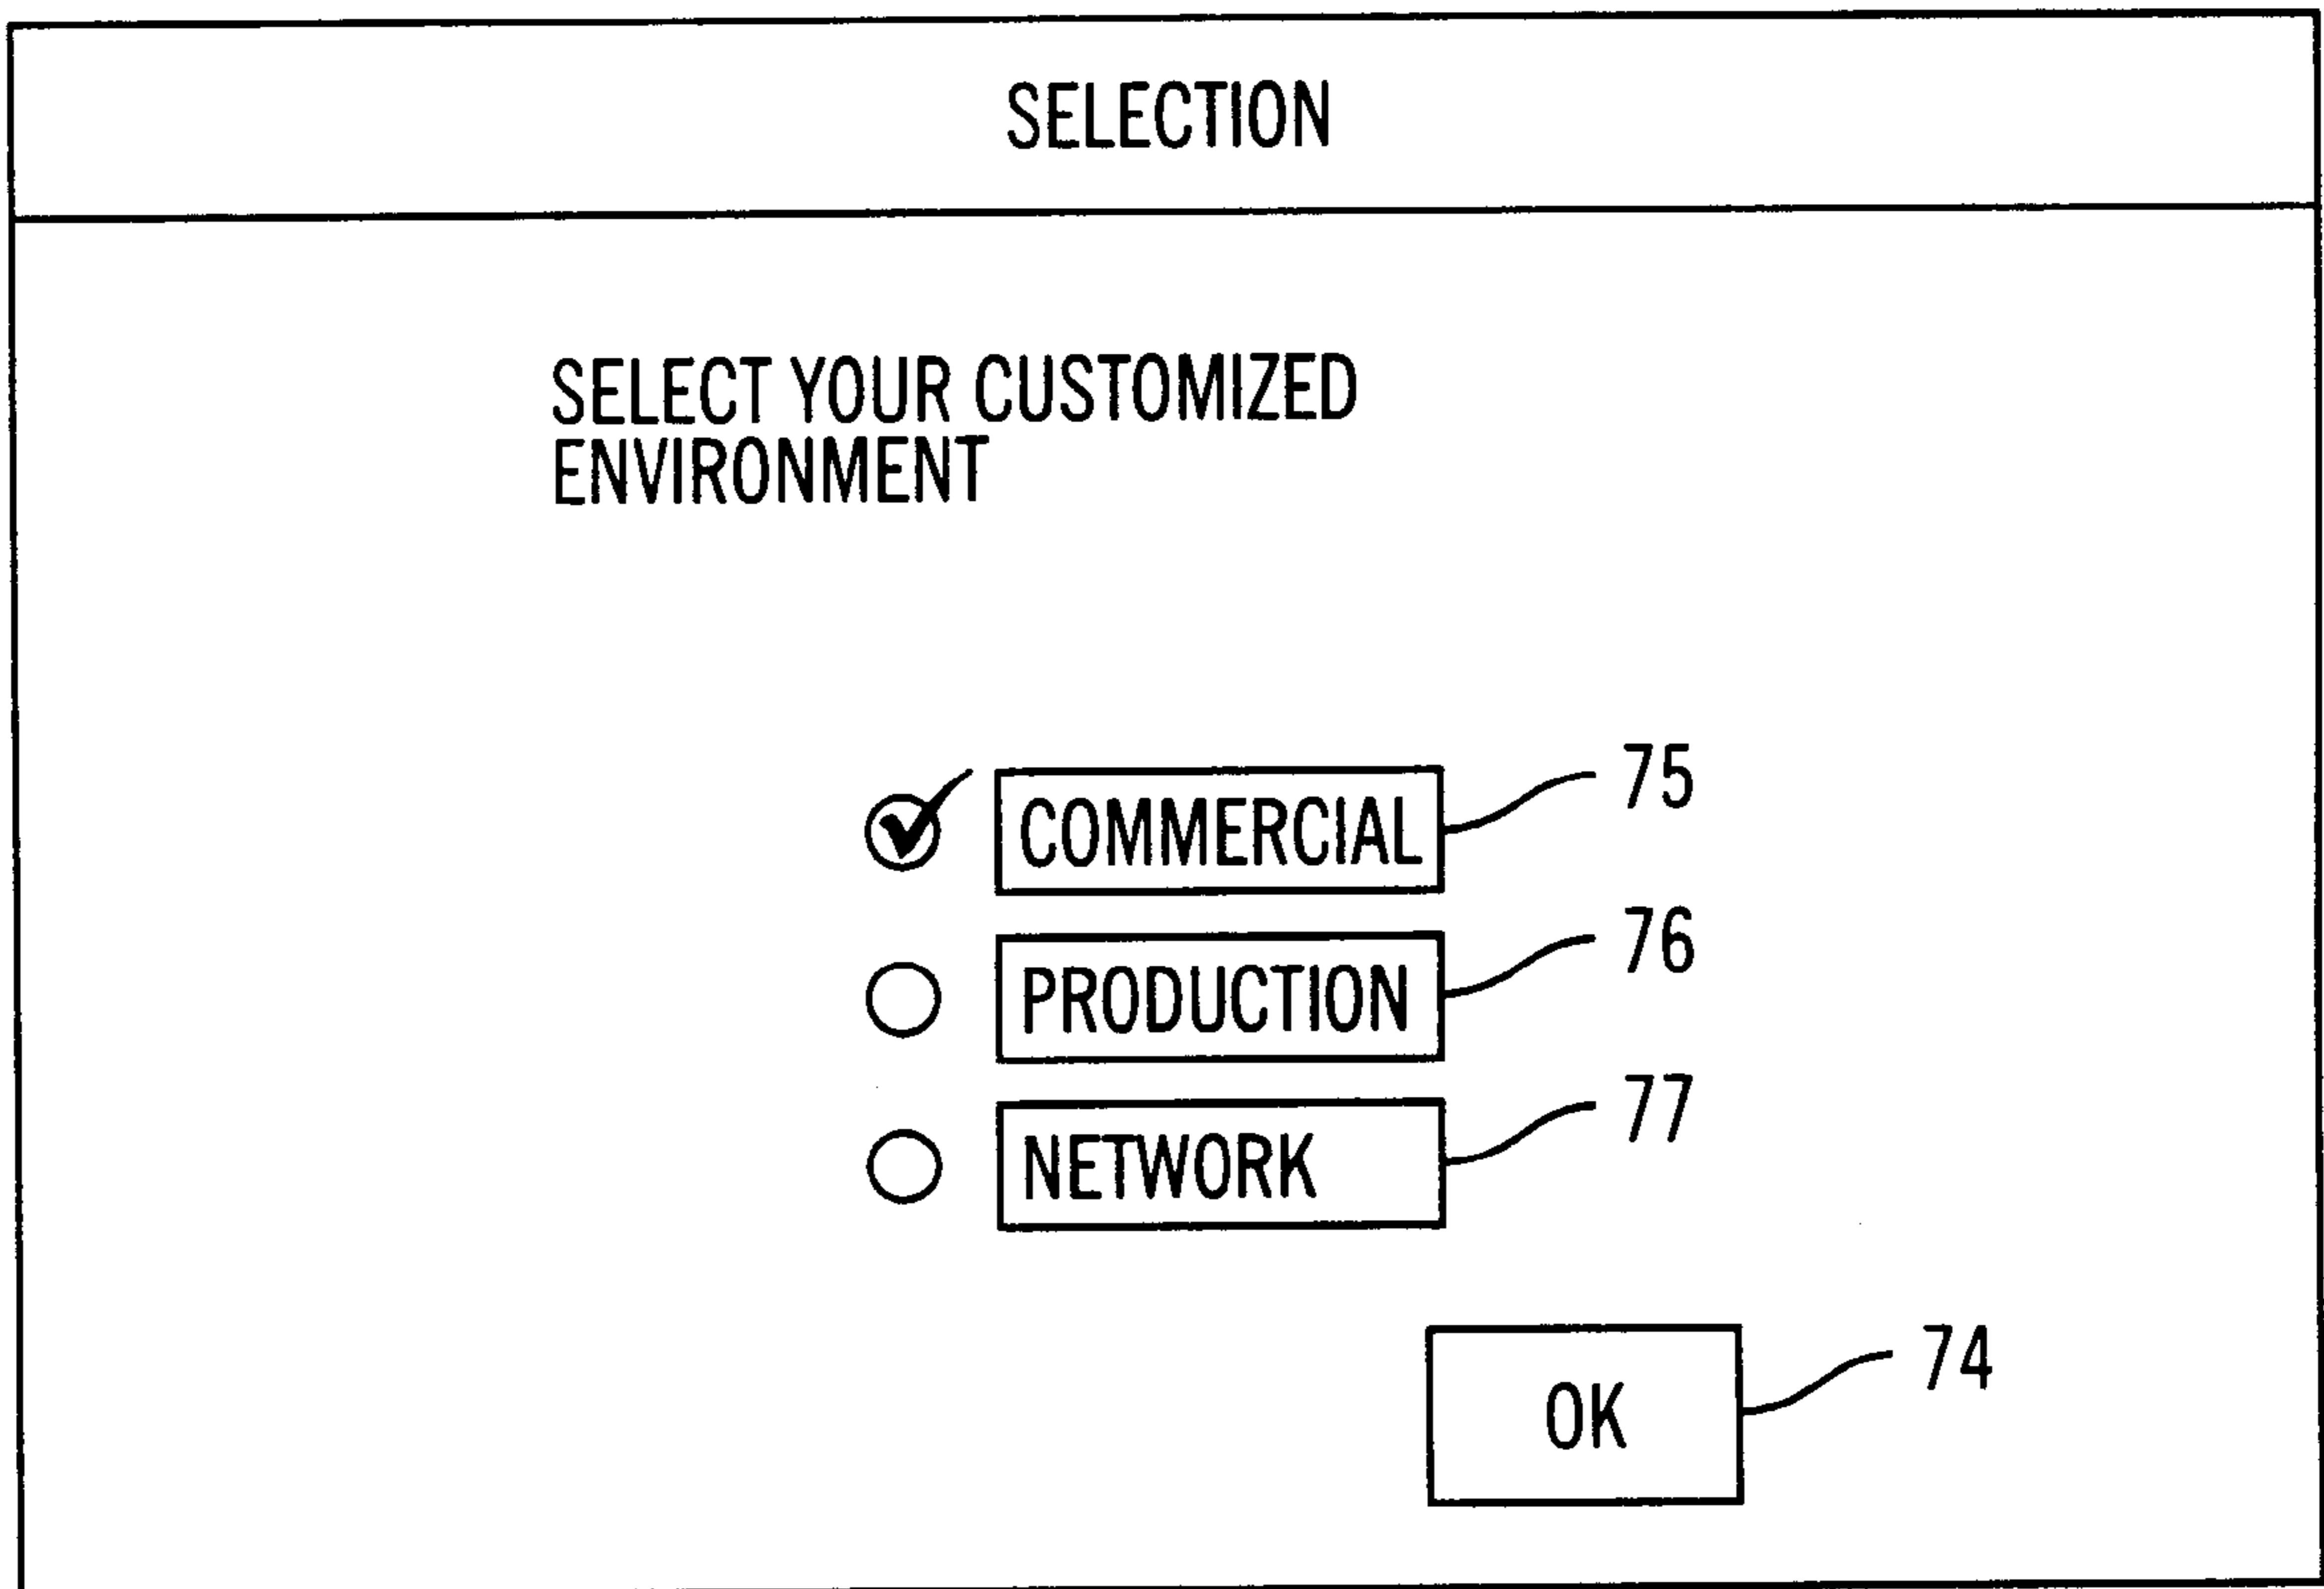 SELECTION
SELECT YOUR CUSTOMIZED
ENVIRONMENT
COMMERCIAL 75
PRODUCTION 76
NETWORK 77
OK 74